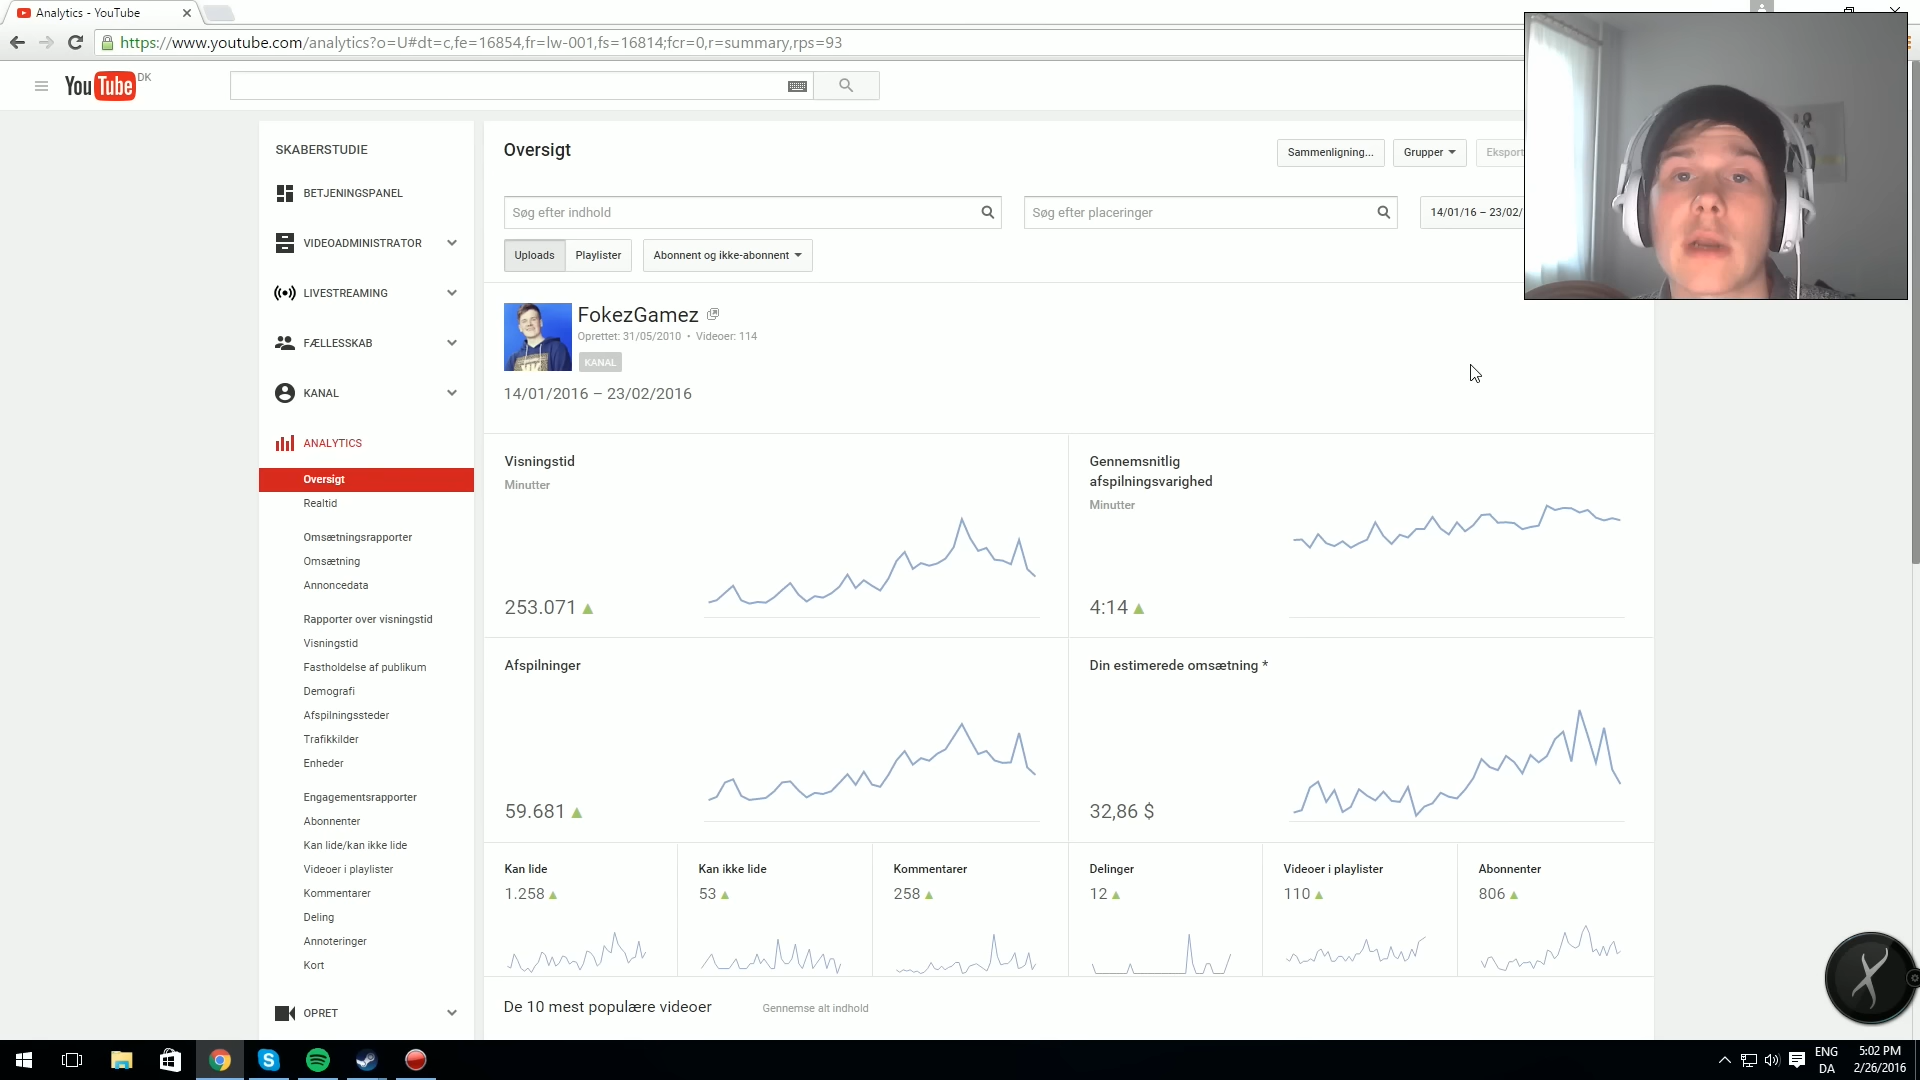 Analytics - YouTube
https://www.youtube.com/analytics?o=U#dt=c,fe=16854,fr=lw-001,fs=16814;fcr=0,r=summary,rps=93
YouTube DK
SKABERSTUDIE
BETJENINGSPANEL
VIDEOADMINISTRATOR
LIVESTREAMING
FÆLLESSKAB
KANAL
ANALYTICS
Oversigt
Realtid
Omsætningsrapporter
Omsætning
Annoncedata
Rapporter over visningstid
Visningstid
Fastholdelse af publikum
Demografi
Afspilningssteder
Trafikkilder
Enheder
Engagementsrapporter
Abonnenter
Kan lide/kan ikke lide
Videoer i playlister
Kommentarer
Deling
Annoteringer
Kort
OPRET
Oversigt
Sammenligning...
Grupper
Eksport
Søg efter indhold
Søg efter placeringer
14/01/16 – 23/02/
Uploads
Playlister
Abonnent og ikke-abonnent
FokezGamez
Oprettet: 31/05/2010 • Videoer: 114
KANAL
14/01/2016 – 23/02/2016
Visningstid
Minutter
253.071
Gennemsnitlig
afspilningsvarighed
Minutter
4:14
Afspilninger
59.681
Din estimerede omsætning *
32,86 $
Kan lide
1.258
Kan ikke lide
53
Kommentarer
258
Delinger
12
Videoer i playlister
110
Abonnenter
806
De 10 mest populære videoer
Gennemse alt indhold
ENG
DA
5:02 PM
2/26/2016